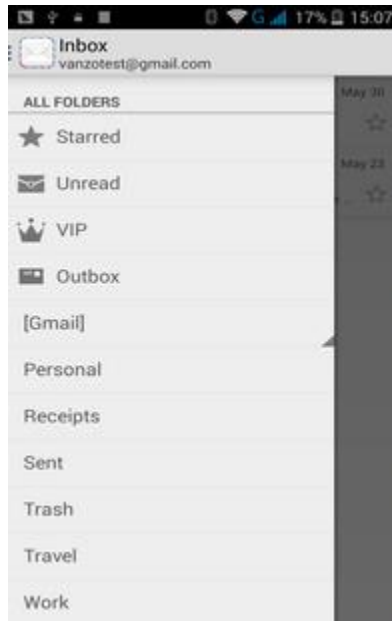 G 17% 15:07
Inbox
vanzotest@gmail.com
ALL FOLDERS
May 30
Starred
Unread
May 23
VIP
Outbox
[Gmail]
Personal
Receipts
Sent
Trash
Travel
Work